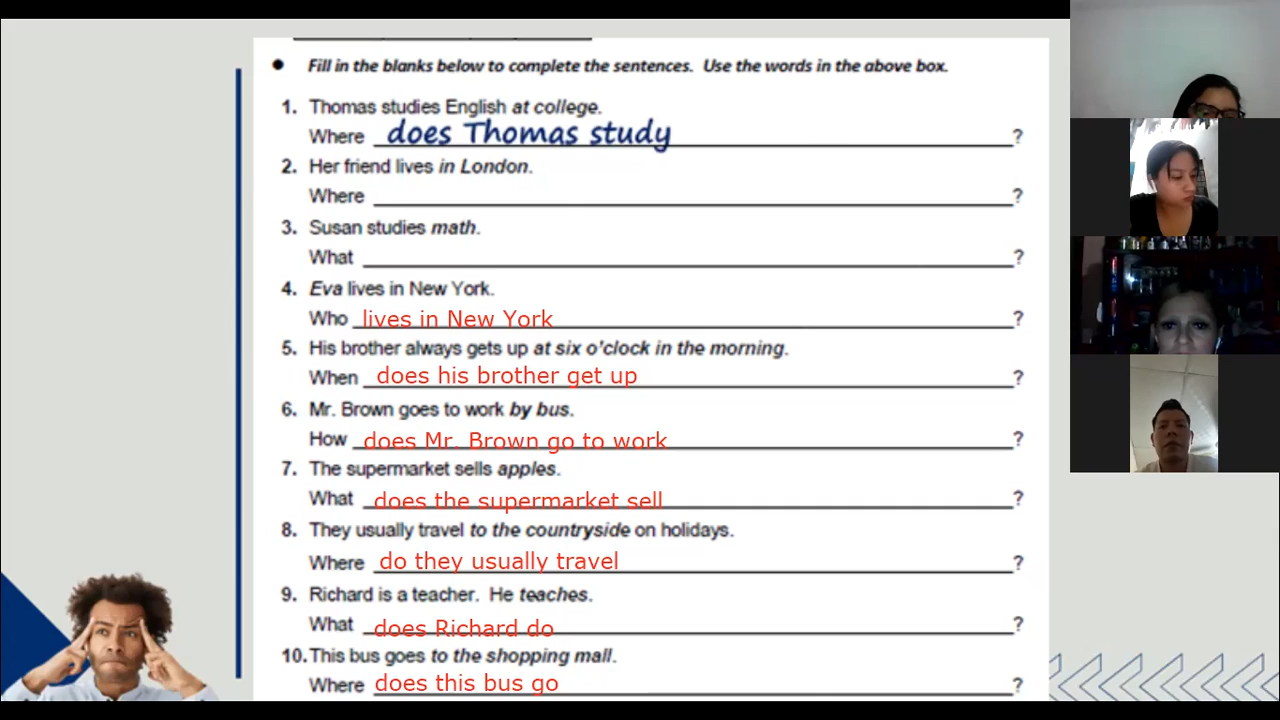 Fill in the blanks below to complete the sentences. Use the words in the above box.
1. Thomas studies English at college.
Where does Thomas study ?
2. Her friend lives in London.
Where ?
3. Susan studies math.
What ?
4. Eva lives in New York.
Who lives in New York ?
5. His brother always gets up at six o'clock in the morning.
When does his brother get up ?
6. Mr. Brown goes to work by bus.
How does Mr. Brown go to work ?
7. The supermarket sells apples.
What does the supermarket sell ?
8. They usually travel to the countryside on holidays.
Where do they usually travel ?
9. Richard is a teacher. He teaches.
What does Richard do ?
10. This bus goes to the shopping mall.
Where does this bus go ?